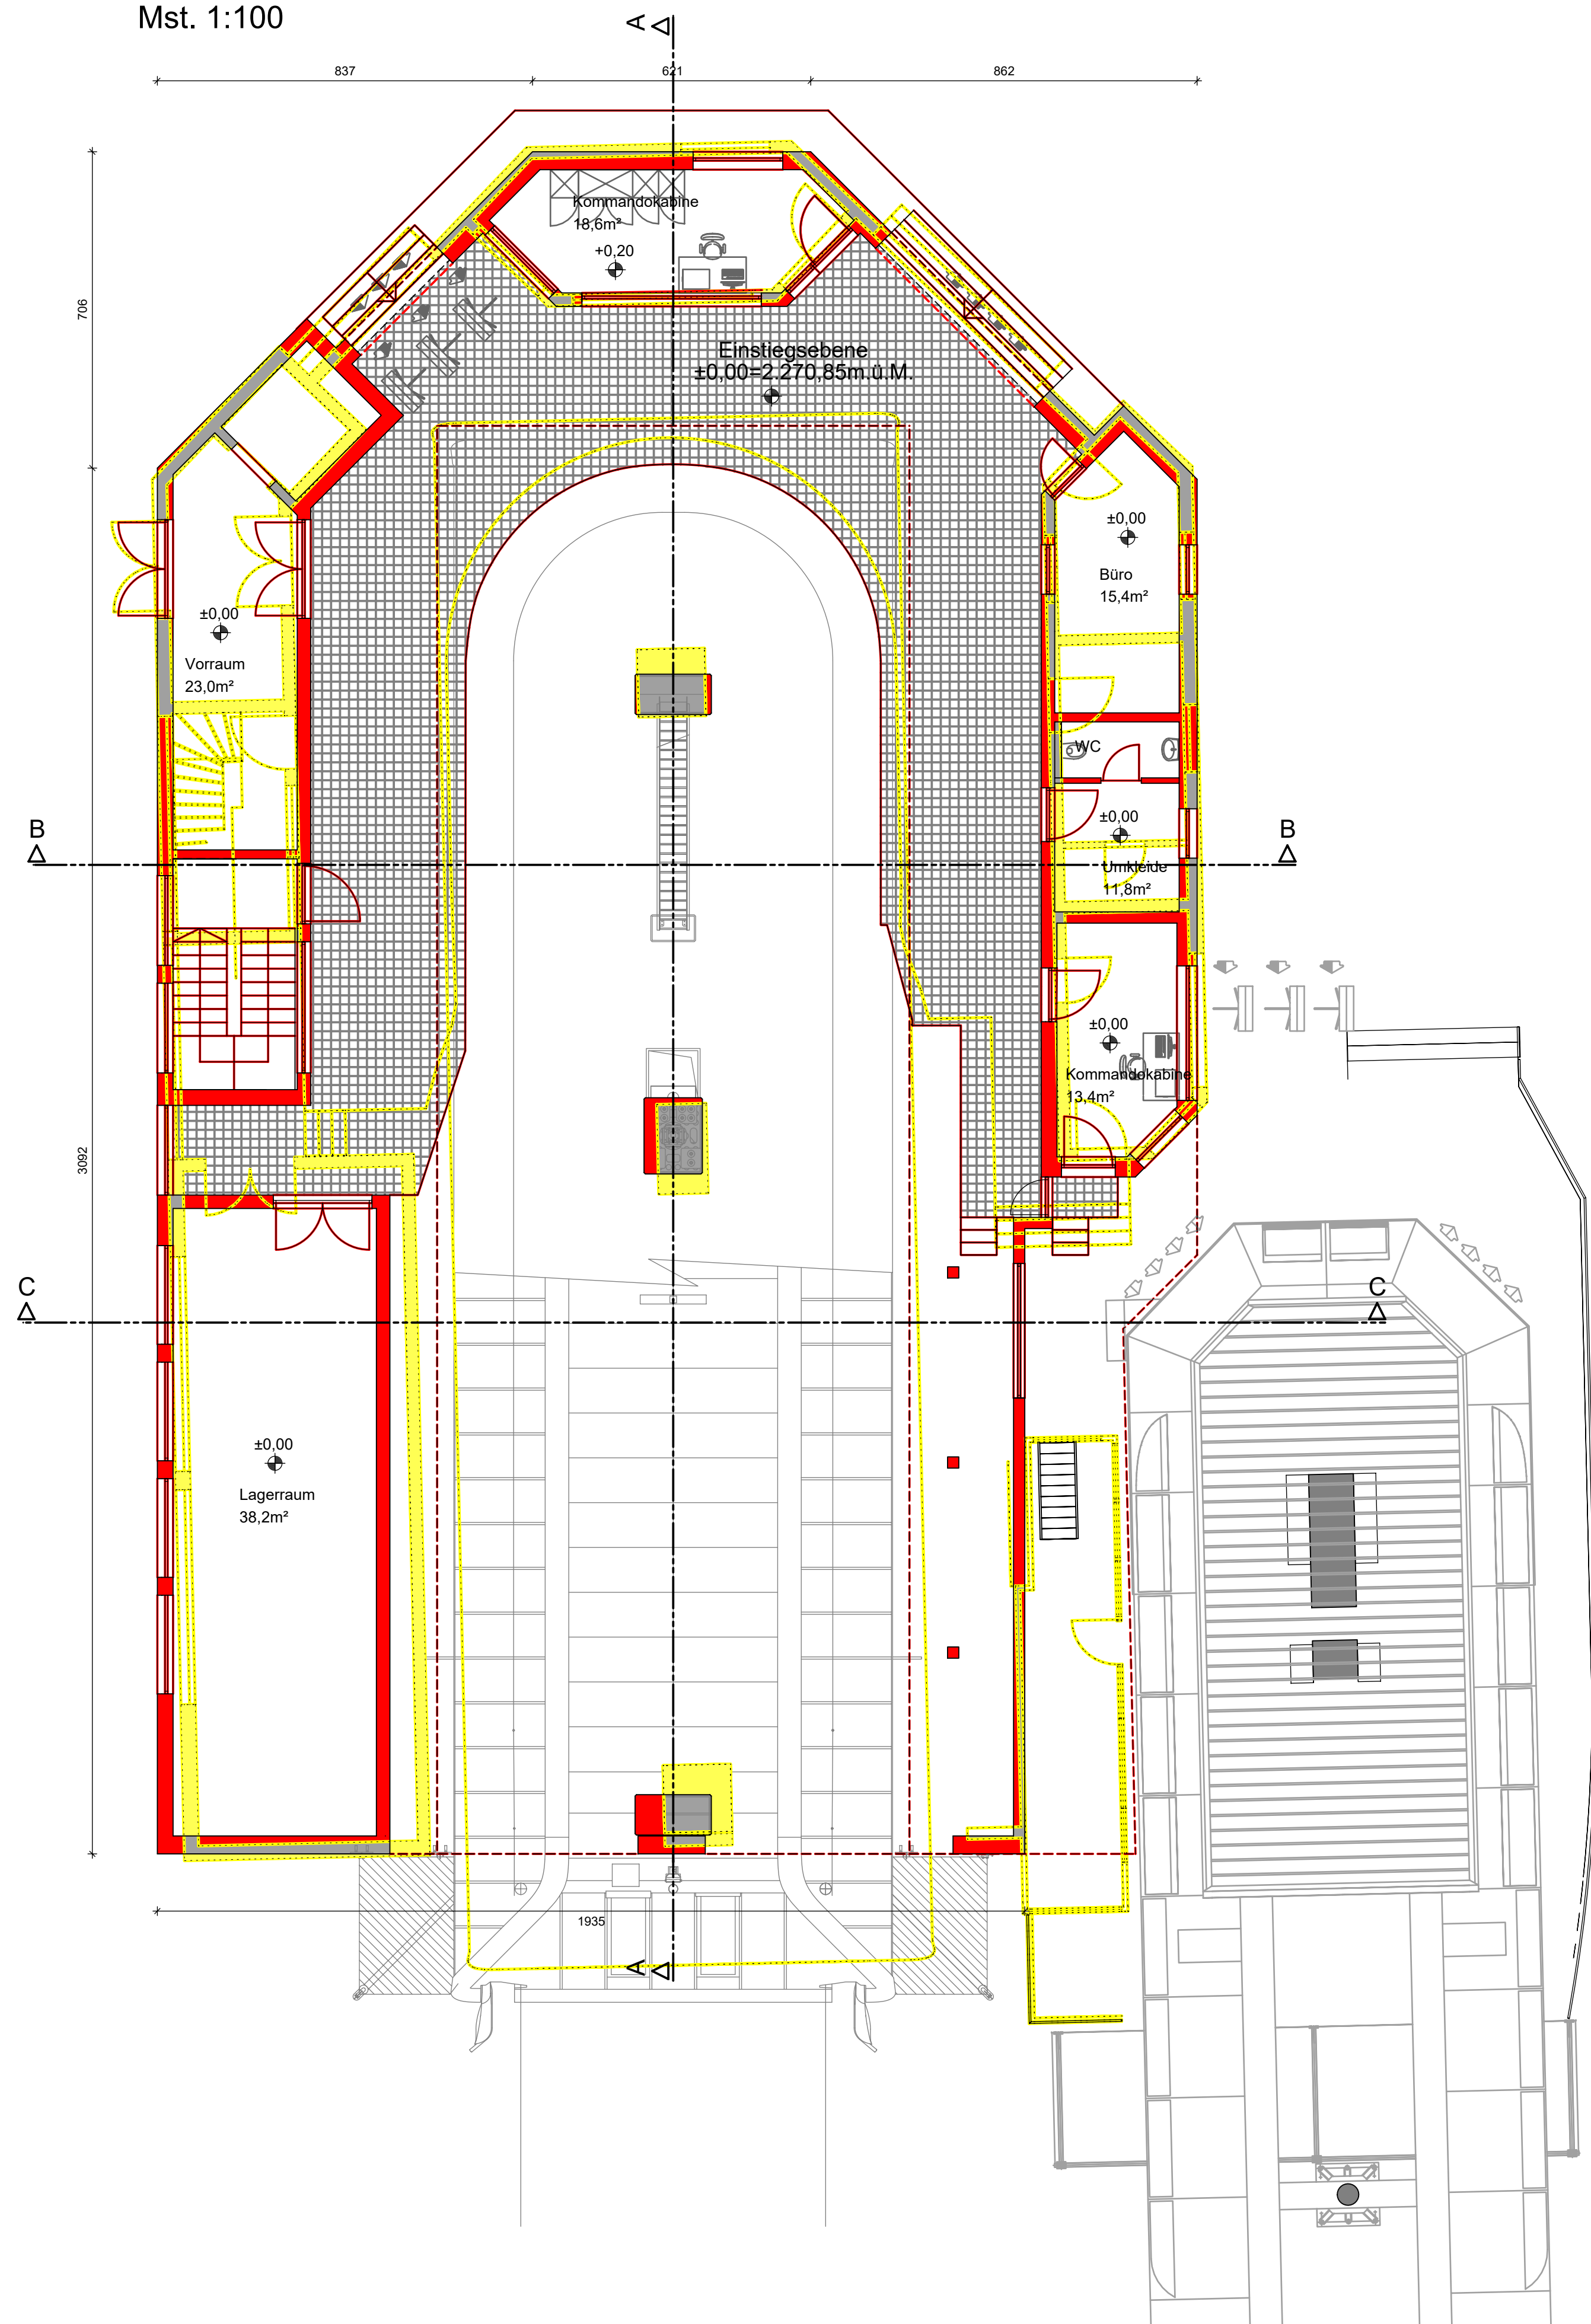 Mst. 1:100
A
837
621
862
Kommandokabine
18,6m²
+0,20
706
Einstiegsebene
±0,00=2.270,85m.ü.M.
±0,00
Büro
15,4m²
±0,00
Vorraum
23,0m²
WC
B
±0,00
B
Umkleide
11,8m²
±0,00
Kommandokabine
13,4m²
3092
C
C
±0,00
Lagerraum
38,2m²
1935
A